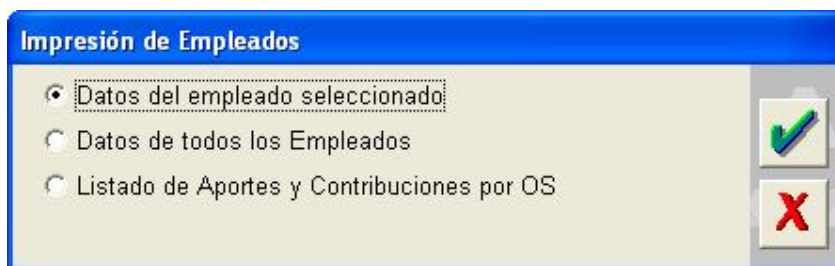 Impresión de Empleados
Datos del empleado seleccionado
Datos de todos los Empleados
Listado de Aportes y Contribuciones por OS